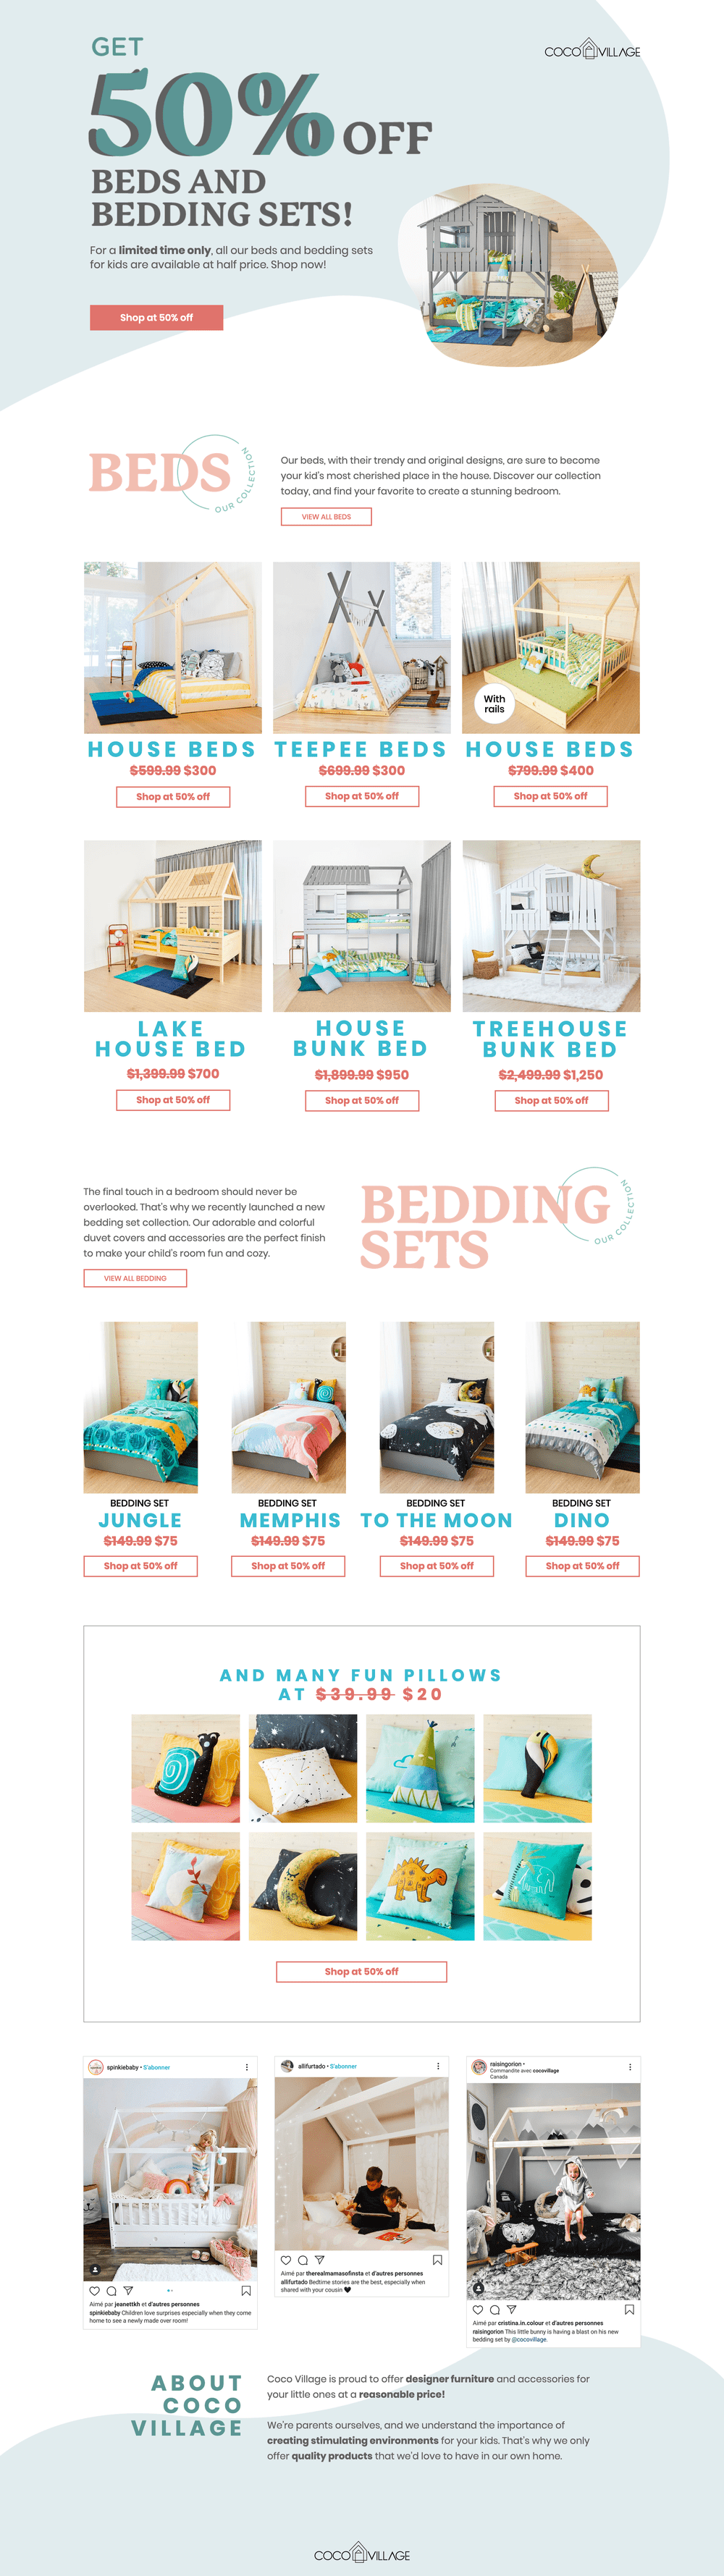 GET
COCO VILLAGE
50% OFF
BEDS AND
BEDDING SETS!
For a limited time only, all our beds and bedding sets
for kids are available at half price. Shop now!
Shop at 50% off
BEDS
OUR COLLECTION
Our beds, with their trendy and original designs, are sure to become
your kid's most cherished place in the house. Discover our collection
today, and find your favorite to create a stunning bedroom.
VIEW ALL BEDS
With
rails
HOUSE BEDS
$599.99 $300
Shop at 50% off
TEEPEE BEDS
$699.99 $300
Shop at 50% off
HOUSE BEDS
$799.99 $400
Shop at 50% off
LAKE
HOUSE BED
$1,399.99 $700
Shop at 50% off
HOUSE
BUNK BED
$1,899.99 $950
Shop at 50% off
TREEHOUSE
BUNK BED
$2,499.99 $1,250
Shop at 50% off
The final touch in a bedroom should never be
overlooked. That's why we recently launched a new
bedding set collection. Our adorable and colorful
duvet covers and accessories are the perfect finish
to make your child's room fun and cozy.
VIEW ALL BEDDING
BEDDING
SETS
OUR COLLECTION
BEDDING SET
JUNGLE
$149.99 $75
Shop at 50% off
BEDDING SET
MEMPHIS
$149.99 $75
Shop at 50% off
BEDDING SET
TO THE MOON
$149.99 $75
Shop at 50% off
BEDDING SET
DINO
$149.99 $75
Shop at 50% off
AND MANY FUN PILLOWS
AT $39.99 $20
Shop at 50% off
spinkiebaby • S'abonner
Aimé par jeanettkh et d'autres personnes
spinkiebaby Children love surprises especially when they come
home to see a newly made over room!
allifurtado • S'abonner
Aimé par therealmamasofinsta et d'autres personnes
allifurtado Bedtime stories are the best, especially when
shared with your cousin 🖤
raisingorion •
Commandité avec cocovillage
Canada
Aimé par cristina.in.colour et d'autres personnes
raisingorion This little bunny is having a blast on his new
bedding set by @cocovillage.
ABOUT
COCO
VILLAGE
Coco Village is proud to offer designer furniture and accessories for
your little ones at a reasonable price!
We're parents ourselves, and we understand the importance of
creating stimulating environments for your kids. That's why we only
offer quality products that we'd love to have in our own home.
COCO VILLAGE